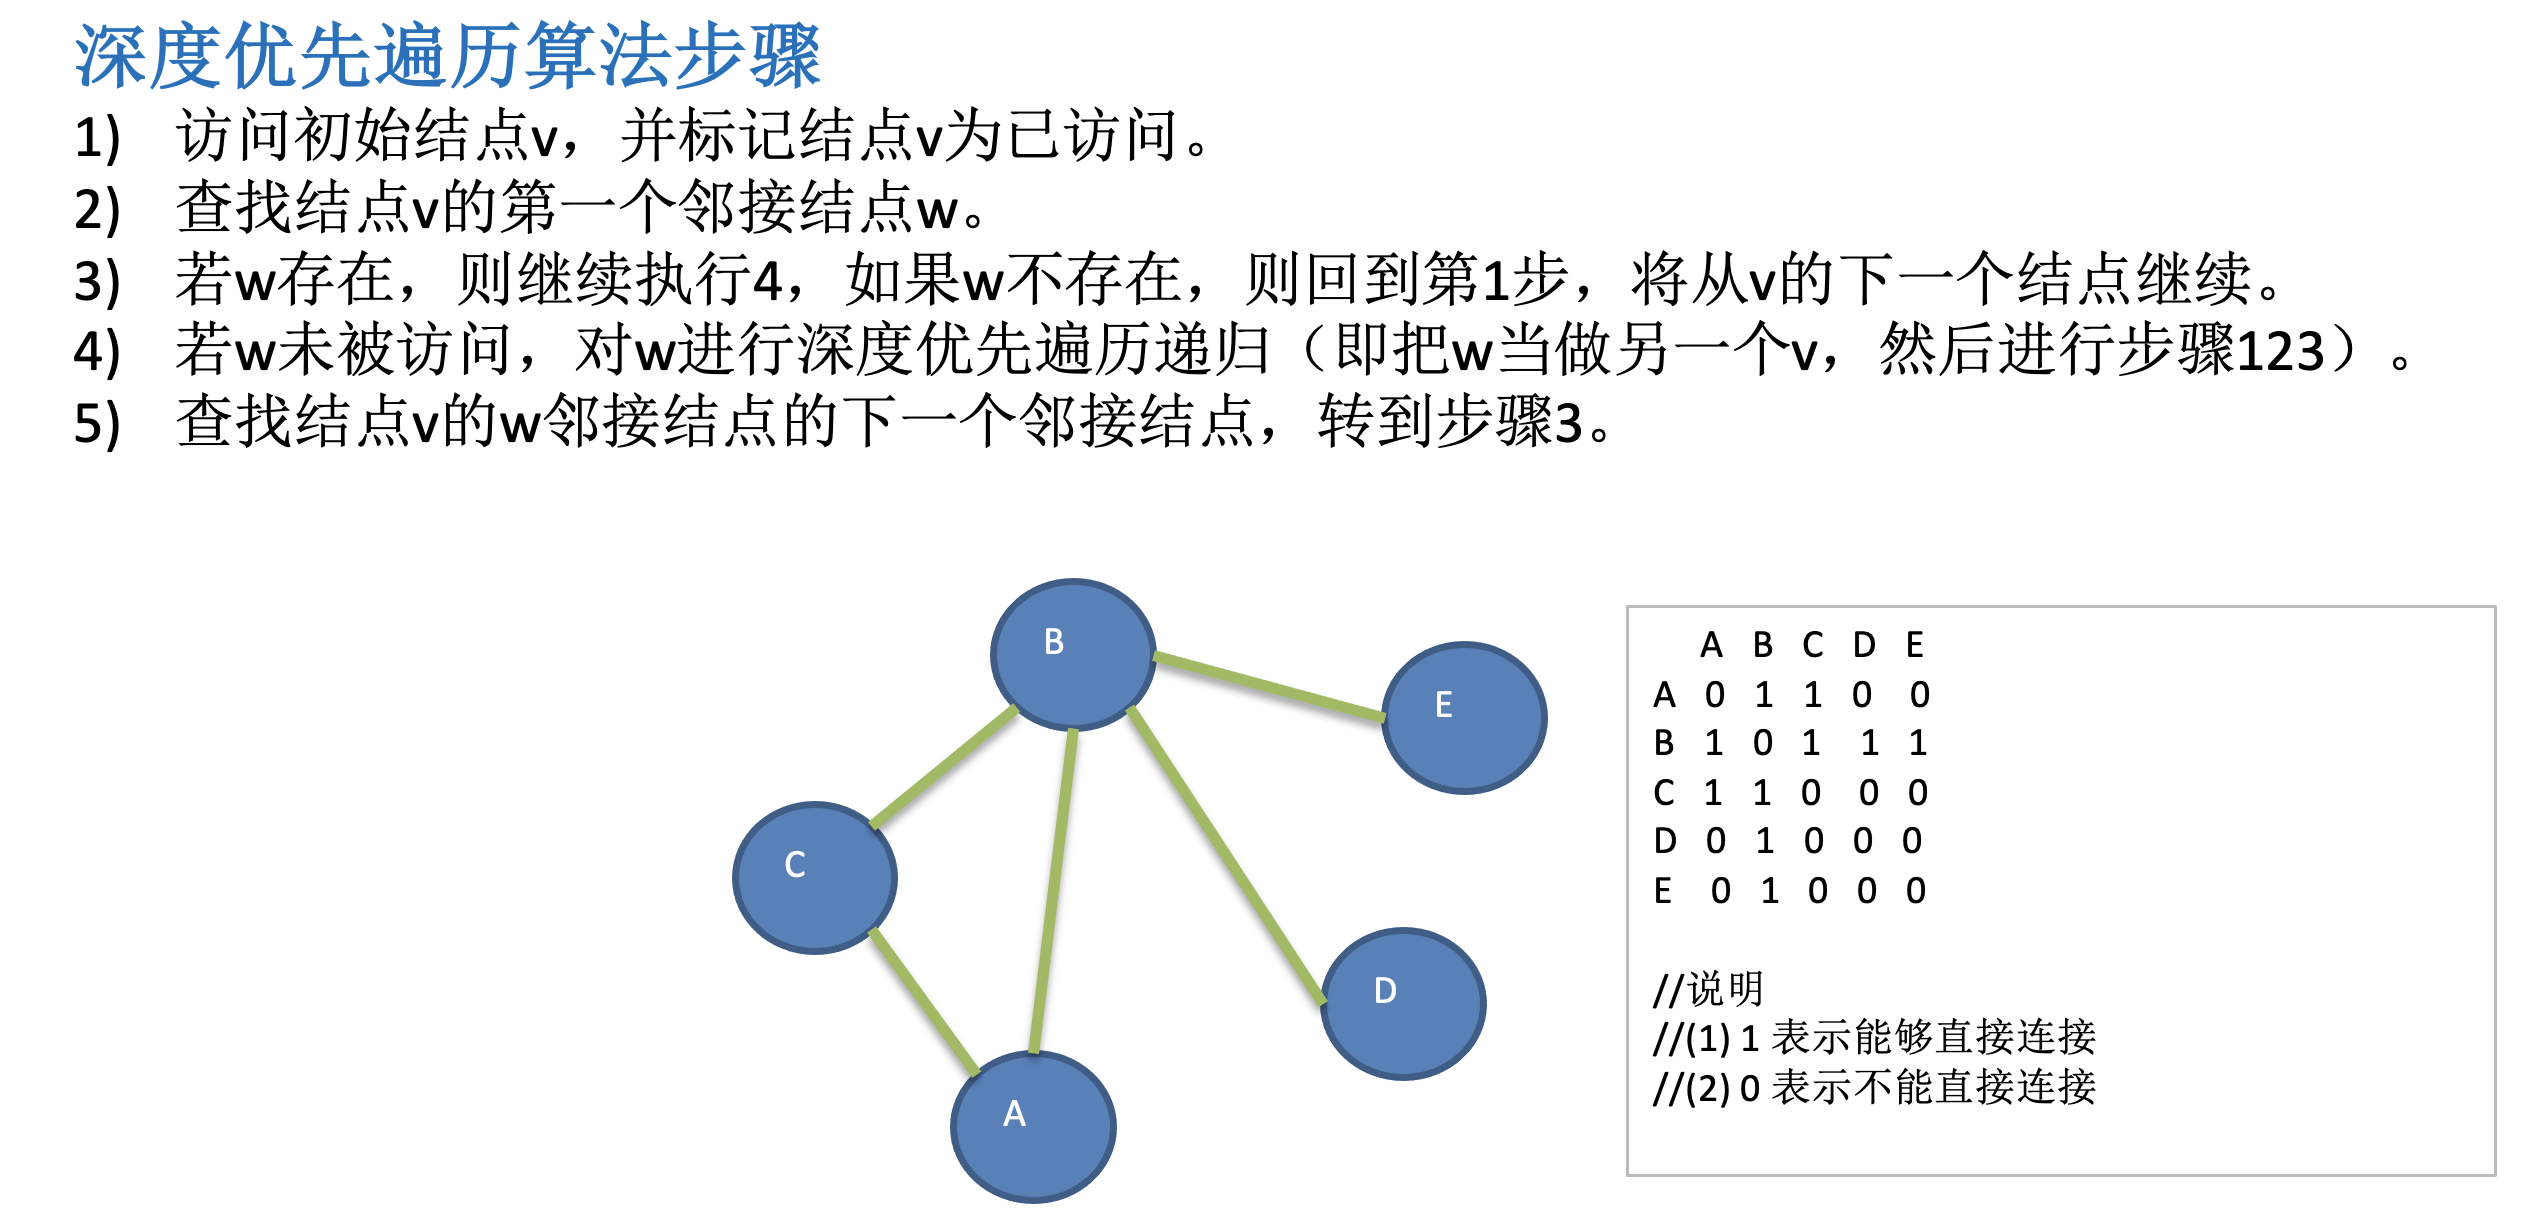 深度优先遍历算法步骤
1) 访问初始结点v，并标记结点v为已访问。
2) 查找结点v的第一个邻接结点w。
3) 若w存在，则继续执行4，如果w不存在，则回到第1步，将从v的下一个结点继续。
4) 若w未被访问，对w进行深度优先遍历递归（即把w当做另一个v，然后进行步骤123）。
5) 查找结点v的w邻接结点的下一个邻接结点，转到步骤3。
B
E
C
D
A
A B C D E
A 0 1 1 0 0
B 1 0 1 1 1
C 1 1 0 0 0
D 0 1 0 0 0
E 0 1 0 0 0
//说明
//(1) 1 表示能够直接连接
//(2) 0 表示不能直接连接